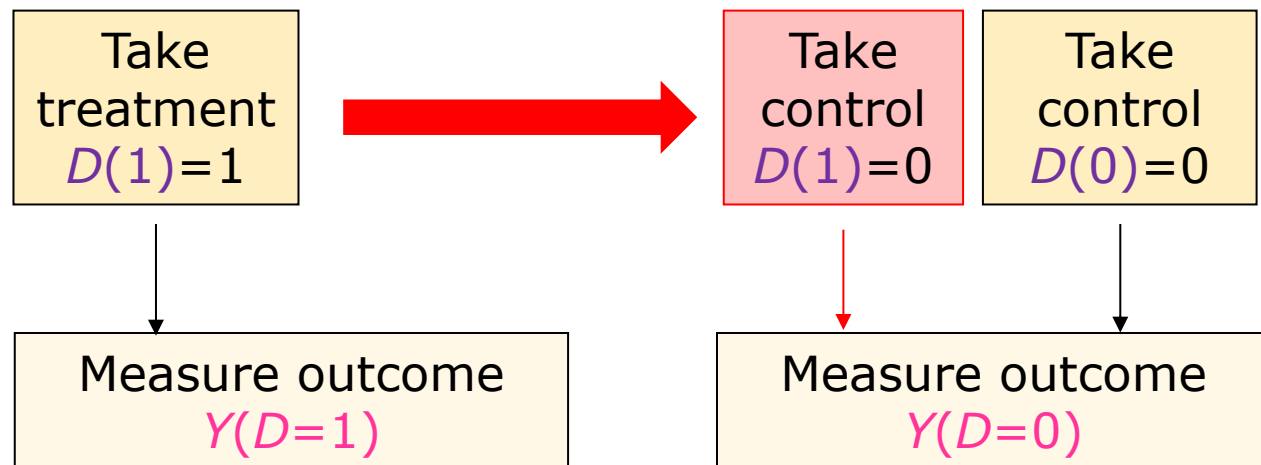 Take
treatment
D(1)=1
Take
control
D(1)=0
Take
control
D(0)=0
Measure outcome
Y(D=1)
Measure outcome
Y(D=0)